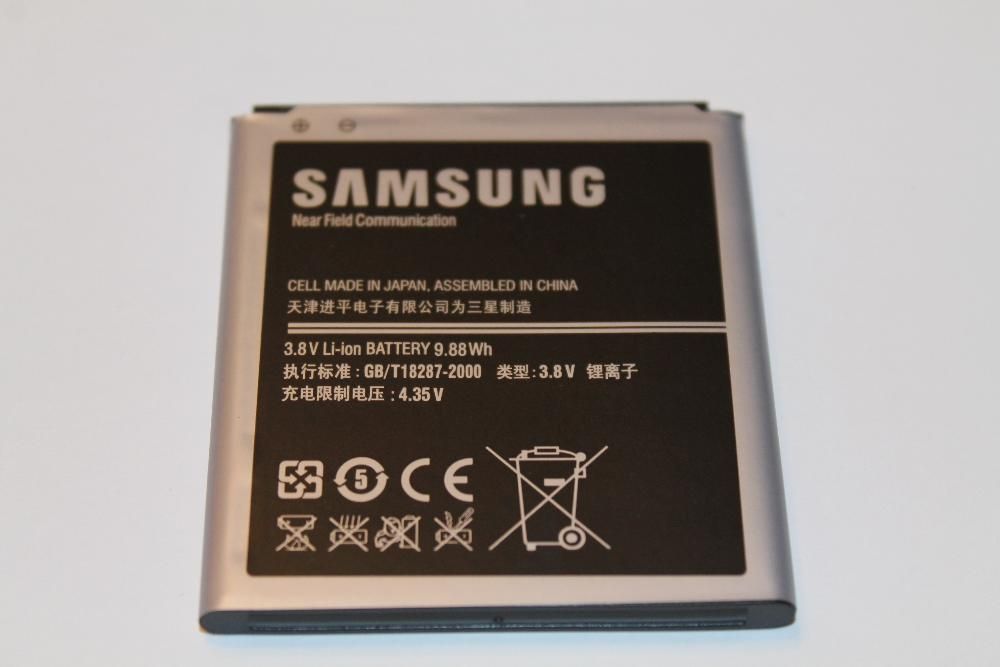 SAMSUNG
Near Field Communication
CELL MADE IN JAPAN, ASSEMBLED IN CHINA
天津进平电子有限公司为三星制造
3.8 V Li-ion BATTERY 9.88 Wh
执行标准 : GB/T18287-2000 类型 : 3.8 V 锂离子
充电限制电压 : 4.35 V
5 CE